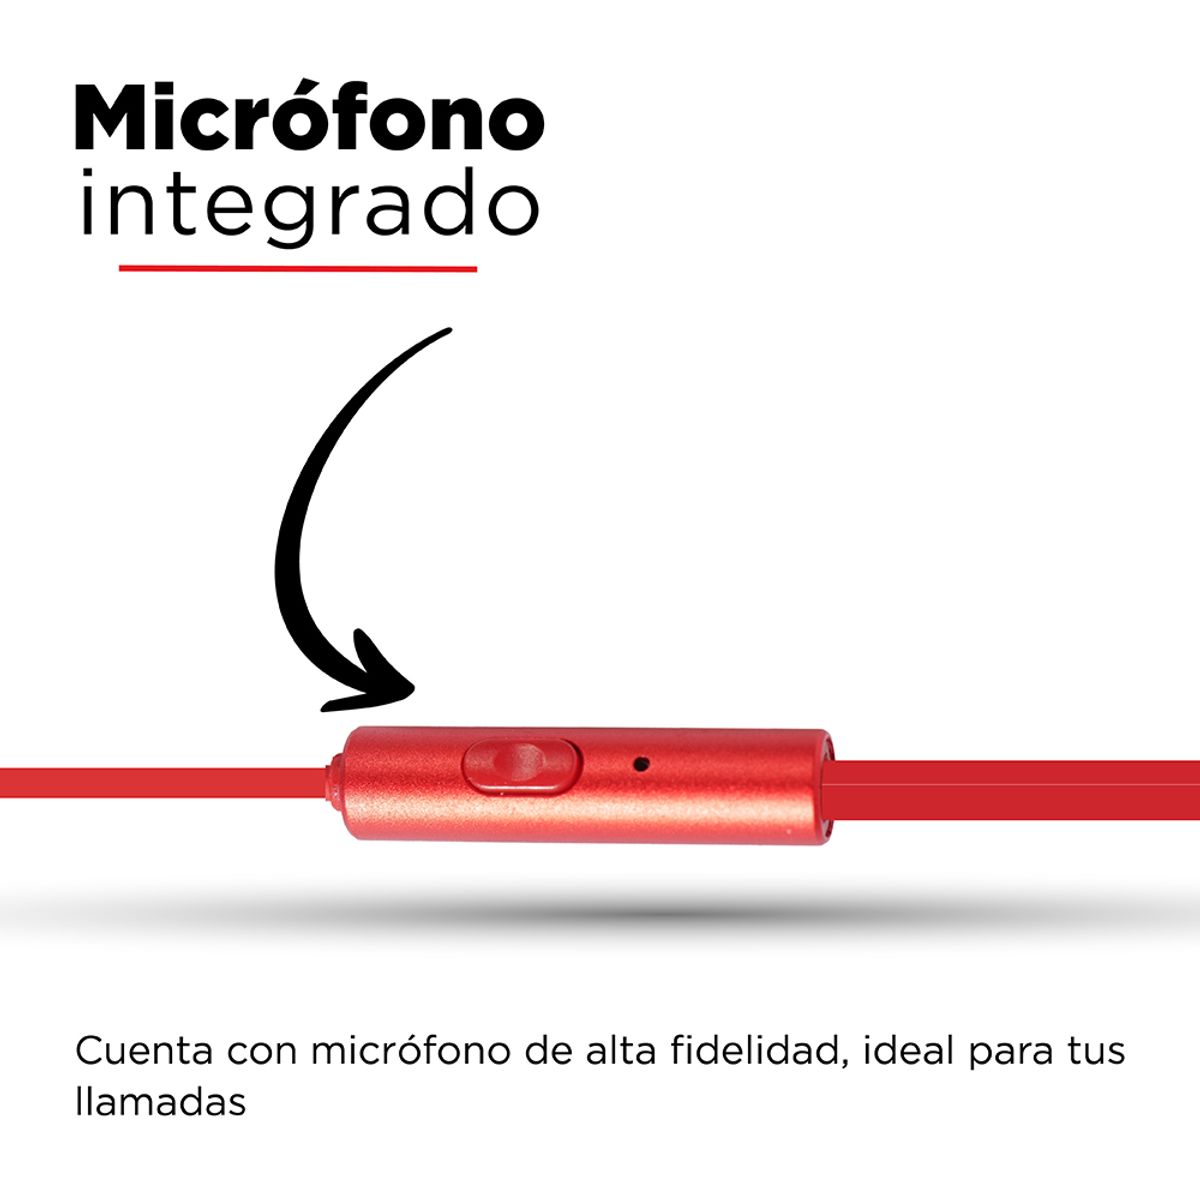 Micrófono
integrado
Cuenta con micrófono de alta fidelidad, ideal para tus
llamadas